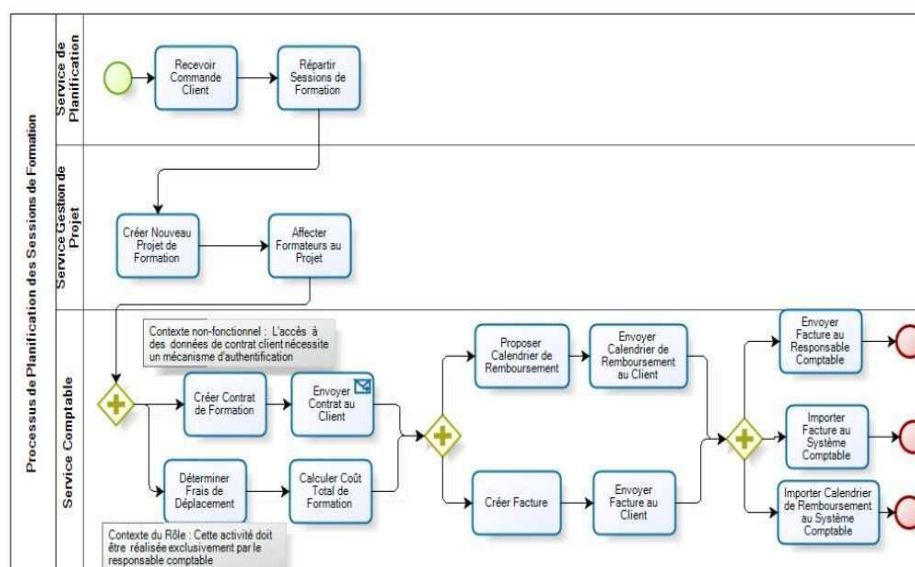 Processus de Planification des Sessions de Formation
Service de
Planification
Recevoir
Commande
Client
Répartir
Sessions de
Formation
Service Gestion de
Projet
Créer Nouveau
Projet de
Formation
Affecter
Formateurs au
Projet
Service Comptable
Contexte non-fonctionnel : L'accès à
des données de contrat client nécessite
un mécanisme d'authentification
Créer Contrat
de Formation
Envoyer
Contrat au
Client
Déterminer
Frais de
Déplacement
Calculer Coût
Total de
Formation
Contexte du Rôle : Cette activité doit
être réalisée exclusivement par le
responsable comptable
Proposer
Calendrier de
Remboursement
Envoyer
Calendrier de
Remboursement
au Client
Créer Facture
Envoyer
Facture au
Client
Envoyer
Facture au
Responsable
Comptable
Importer
Facture au
Système
Comptable
Importer Calendrier
de Remboursement
au Système
Comptable